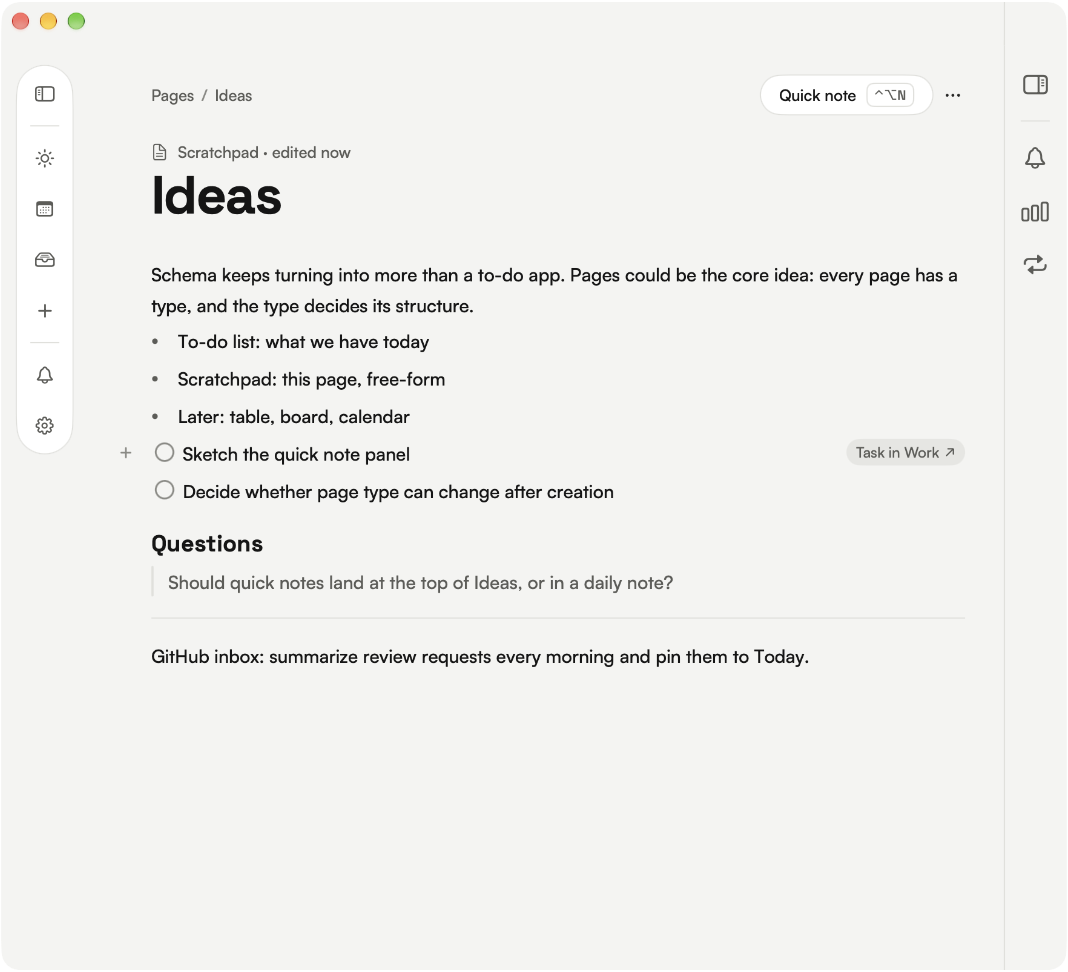 Pages / Ideas
Quick note ^⌥N
Scratchpad · edited now
Ideas
Schema keeps turning into more than a to-do app. Pages could be the core idea: every page has a
type, and the type decides its structure.
• To-do list: what we have today
• Scratchpad: this page, free-form
• Later: table, board, calendar
Sketch the quick note panel
Task in Work ↗
Decide whether page type can change after creation
Questions
Should quick notes land at the top of Ideas, or in a daily note?
GitHub inbox: summarize review requests every morning and pin them to Today.